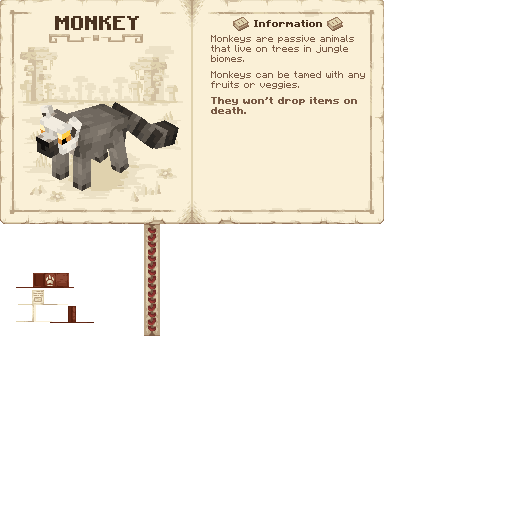 MONKEY
Information
Monkeys are passive animals
that live on trees in jungle
biomes.
Monkeys can be tamed with any
fruits or veggies.
They won't drop items on
death.